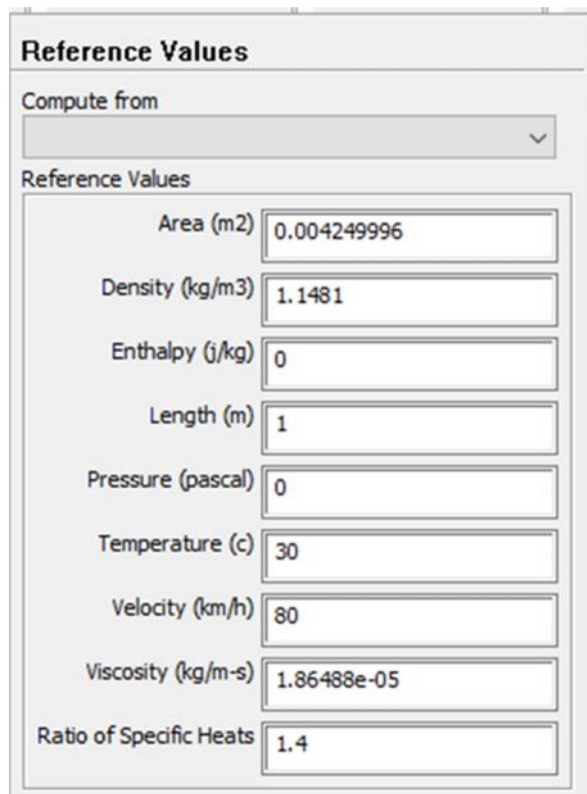 Reference Values
Compute from
Reference Values
Area (m2) 0.004249996
Density (kg/m3) 1.1481
Enthalpy (j/kg) 0
Length (m) 1
Pressure (pascal) 0
Temperature (c) 30
Velocity (km/h) 80
Viscosity (kg/m-s) 1.86488e-05
Ratio of Specific Heats 1.4